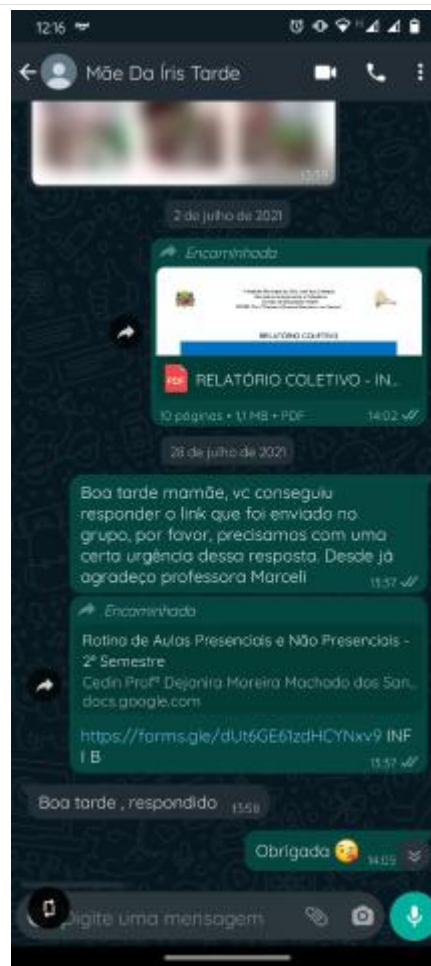 12:16
Mãe Da Íris Tarde
13:59
2 de julho de 2021
Encaminhada
RELATÓRIO COLETIVO
PDF RELATÓRIO COLETIVO - IN...
10 páginas • 1,1 MB • PDF 14:02
28 de julho de 2021
Boa tarde mamãe, vc conseguiu
responder o link que foi enviado no
grupo, por favor, precisamos com uma
certa urgência dessa resposta. Desde já
agradeço professora Marceli 13:57
Encaminhada
Rotina de Aulas Presenciais e Não Presenciais -
2º Semestre
Cedin Profª Dejanira Moreira Machado dos San...
docs.google.com
https://forms.gle/dUt6GE61zdHCYNxv9 INF
I B 13:57
Boa tarde , respondido 13:58
Obrigada 😘 14:05
Digite uma mensagem